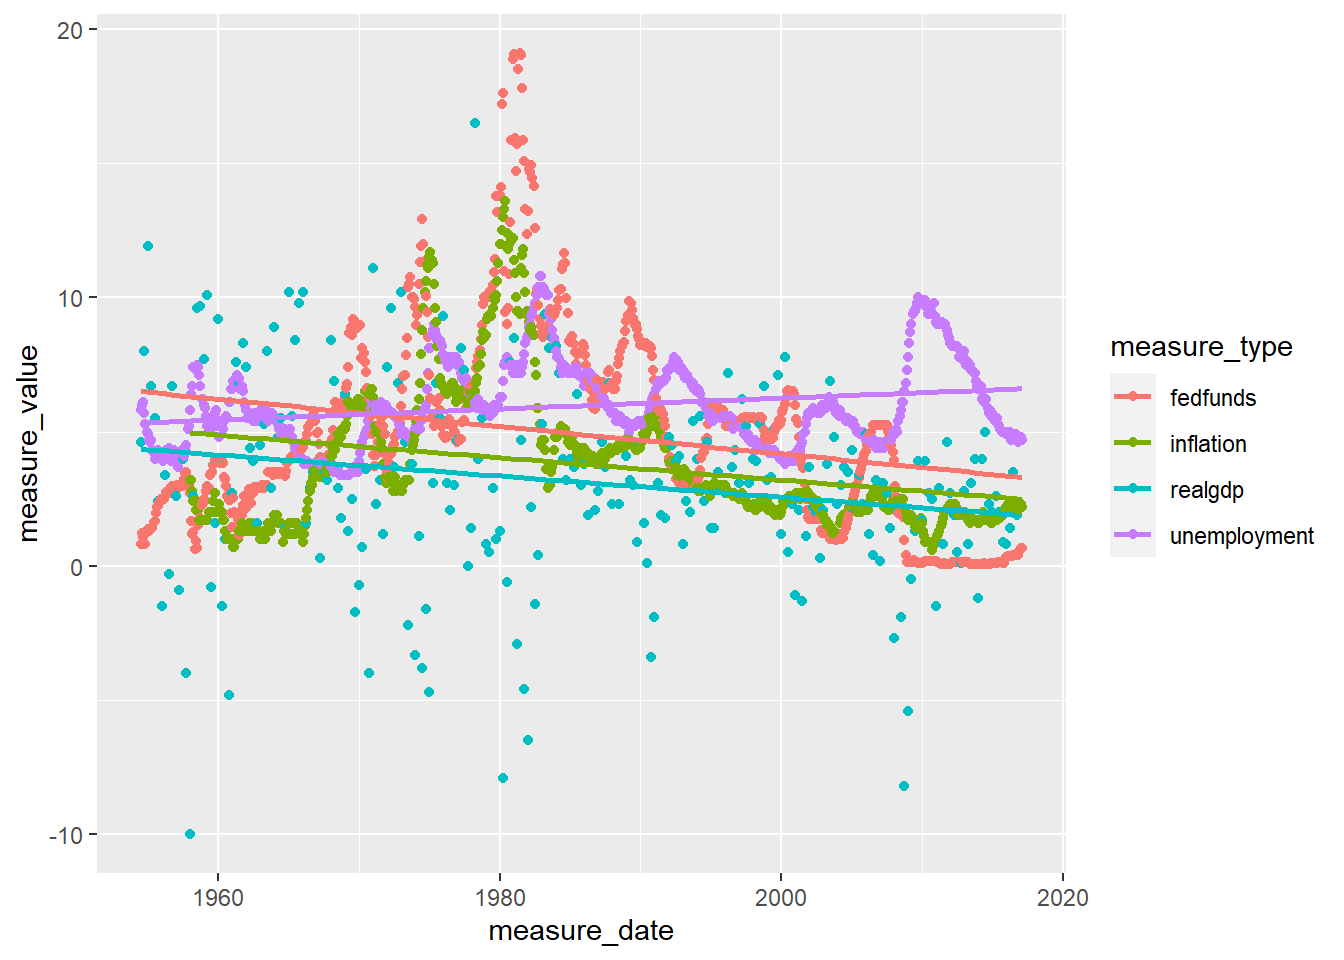 20
10
0
-10
measure_value
1960
1980
2000
2020
measure_date
measure_type
fedfunds
inflation
realgdp
unemployment